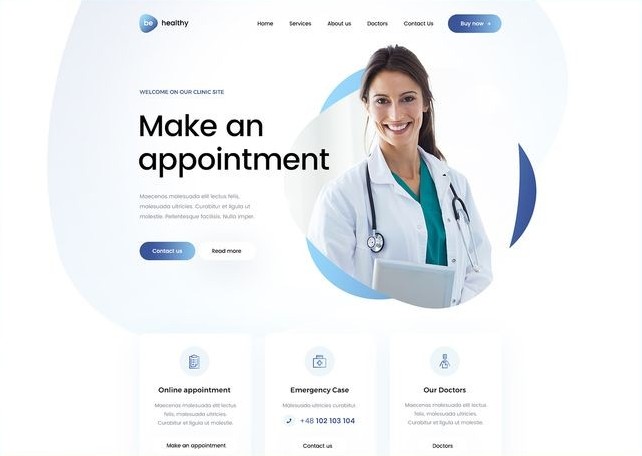 be healthy
Home Services About us Doctors Contact Us Buy now
WELCOME ON OUR CLINIC SITE
Make an
appointment
Maecenas malesuada elit lectus felis,
malesuada ultricies. Curabitur et ligula ut
molestie. Pellentesque facilisis. Nulla imper.
Contact us Read more
Online appointment
Maecenas malesuada elit lectus
felis, malesuada ultricies.
Curabitur et ligula ut molestie.
Make an appointment
Emergency Case
Malesuada ultricies curabitur.
+48 102 103 104
Contact us
Our Doctors
Maecenas malesuada elit lectus
felis, malesuada ultricies.
Curabitur et ligula ut molestie.
Doctors